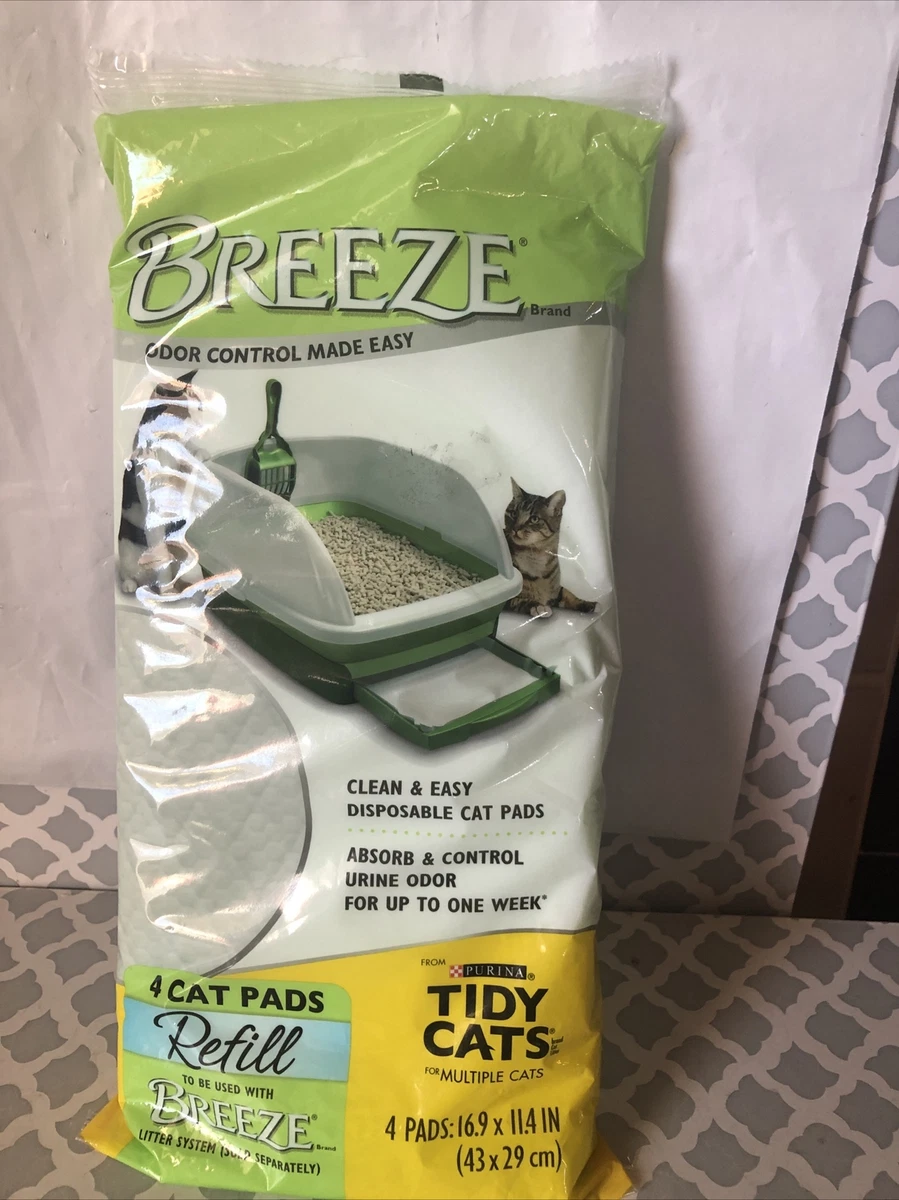 BREEZE®
Brand
ODOR CONTROL MADE EASY
CLEAN & EASY
DISPOSABLE CAT PADS
ABSORB & CONTROL
URINE ODOR
FOR UP TO ONE WEEK*
4 CAT PADS
Refill
TO BE USED WITH
BREEZE®
Brand
LITTER SYSTEM (SOLD SEPARATELY)
FROM PURINA®
TIDY
CATS®
FOR MULTIPLE CATS
4 PADS: 16.9 x 11.4 IN
(43 x 29 cm)